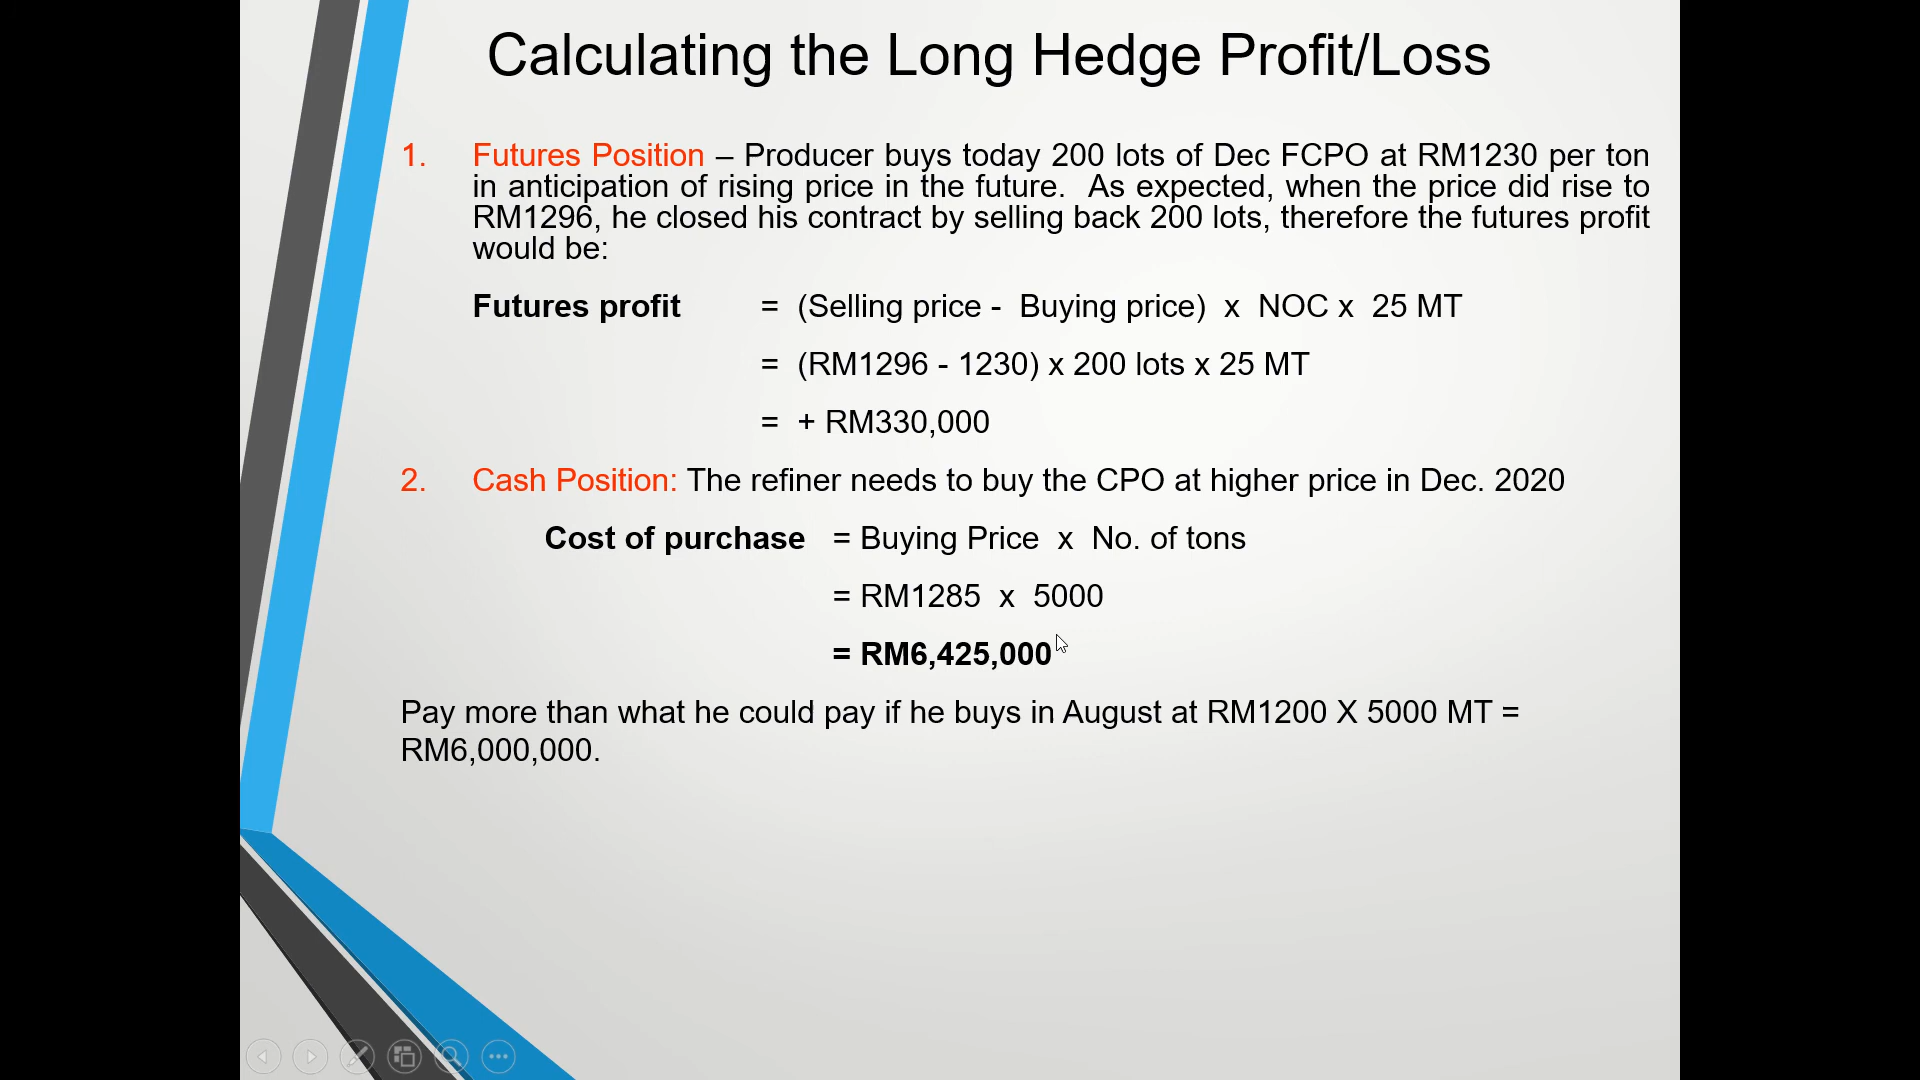 Calculating the Long Hedge Profit/Loss
1. Futures Position – Producer buys today 200 lots of Dec FCPO at RM1230 per ton
in anticipation of rising price in the future. As expected, when the price did rise to
RM1296, he closed his contract by selling back 200 lots, therefore the futures profit
would be:
Futures profit = (Selling price - Buying price) x NOC x 25 MT
= (RM1296 - 1230) x 200 lots x 25 MT
= + RM330,000
2. Cash Position: The refiner needs to buy the CPO at higher price in Dec. 2020
Cost of purchase = Buying Price x No. of tons
= RM1285 x 5000
= RM6,425,000
Pay more than what he could pay if he buys in August at RM1200 X 5000 MT =
RM6,000,000.